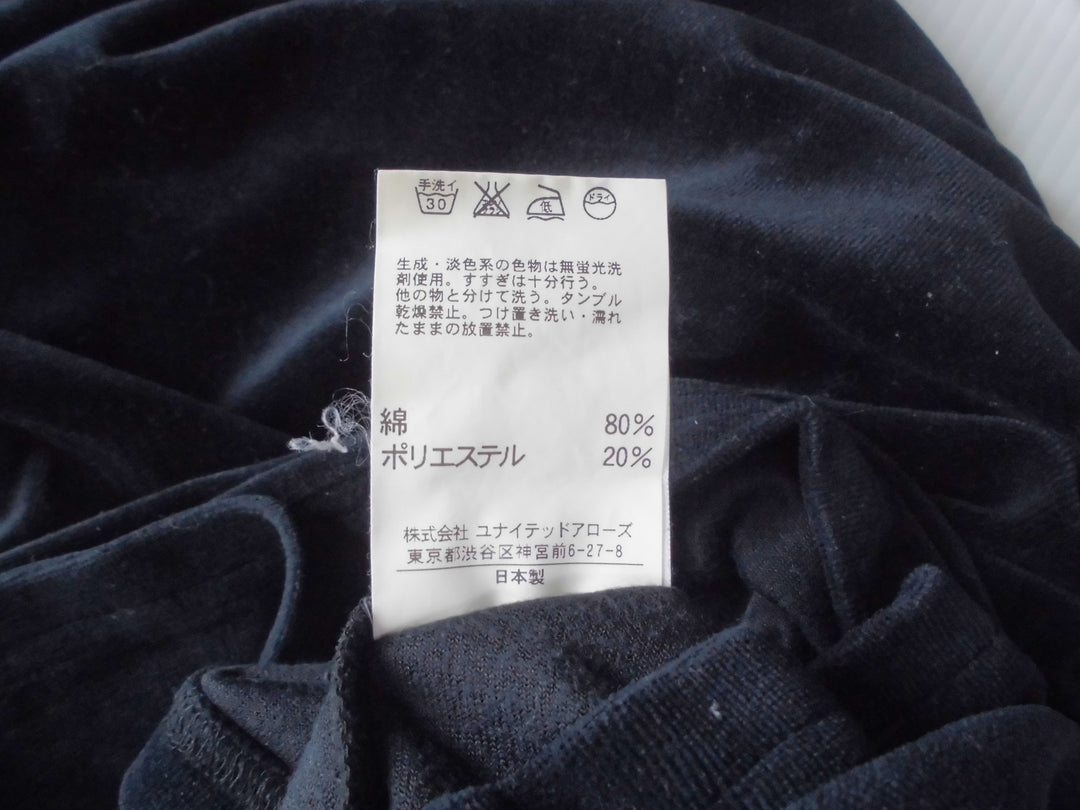 手洗イ
30
低
ドライ
生成・淡色系の色物は無蛍光洗
剤使用。すすぎは十分行う。
他の物と分けて洗う。タンブル
乾燥禁止。つけ置き洗い・濡れ
たままの放置禁止。
綿 80%
ポリエステル 20%
株式会社 ユナイテッドアローズ
東京都渋谷区神宮前6-27-8
日本製